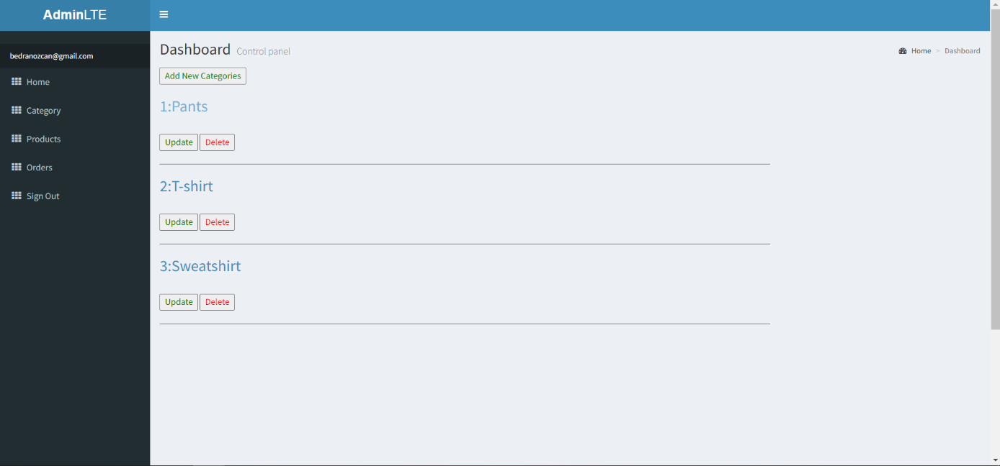 AdminLTE
bedranozcan@gmail.com
Home
Category
Products
Orders
Sign Out
Dashboard Control panel
Home > Dashboard
Add New Categories
1:Pants
Update Delete
2:T-shirt
Update Delete
3:Sweatshirt
Update Delete